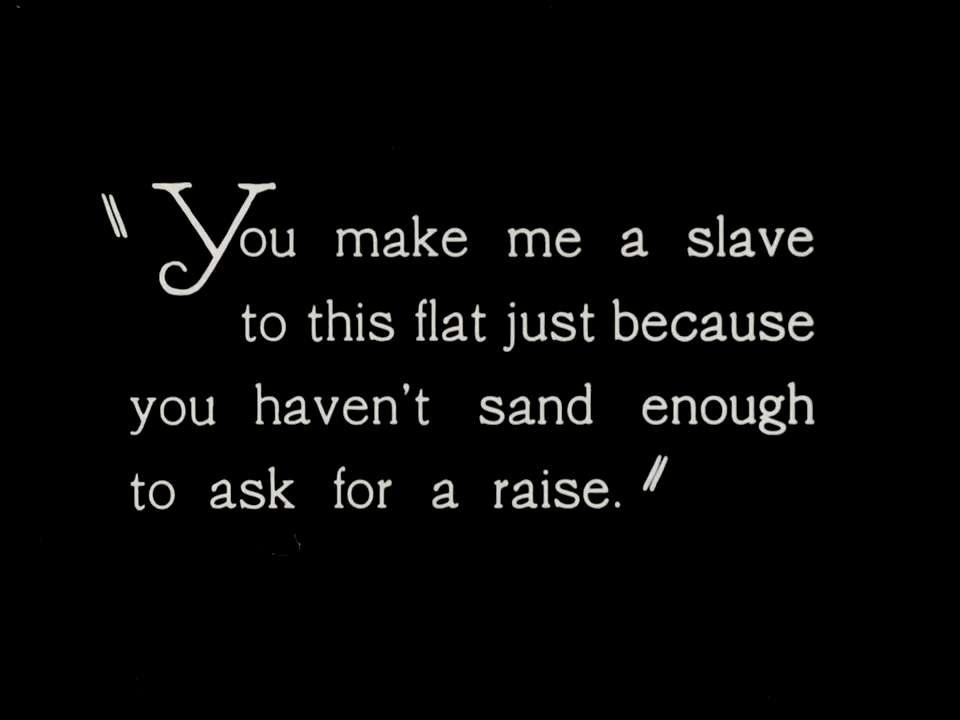 "You make me a slave
to this flat just because
you haven't sand enough
to ask for a raise."